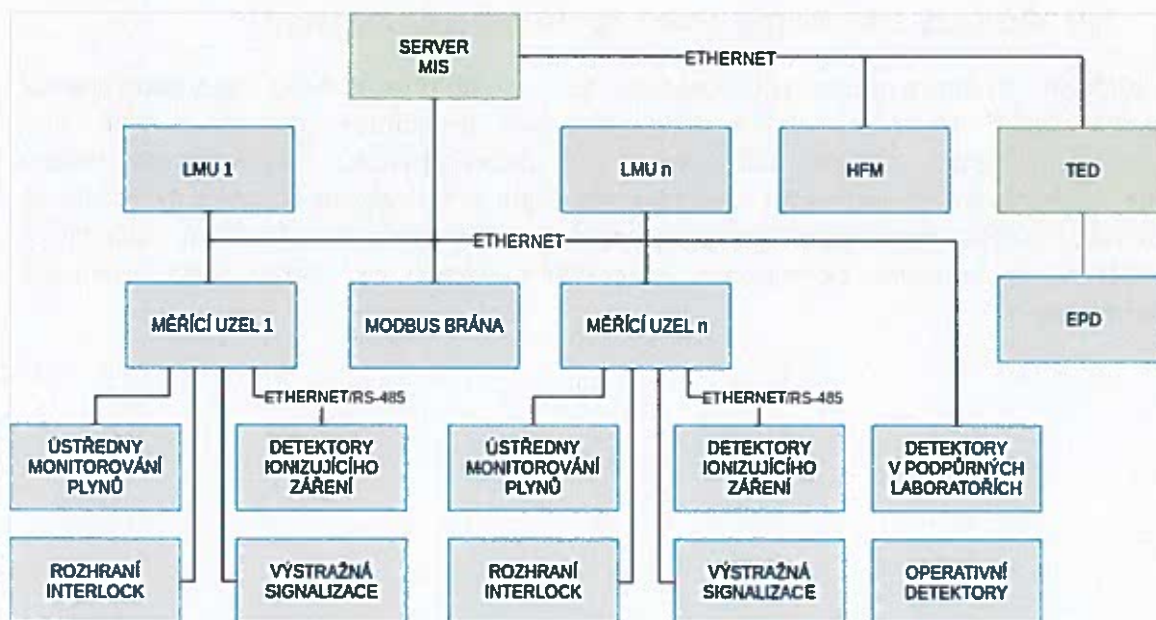 SERVER
MIS
ETHERNET
LMU 1
LMU n
HFM
TED
ETHERNET
MĚŘÍCÍ UZEL 1
MODBUS BRÁNA
MĚŘÍCÍ UZEL n
EPD
ETHERNET/RS-485
ETHERNET/RS-485
ÚSTŘEDNY
MONITOROVÁNÍ
PLYNŮ
DETEKTORY
IONIZUJÍCÍHO
ZÁŘENÍ
ÚSTŘEDNY
MONITOROVÁNÍ
PLYNŮ
DETEKTORY
IONIZUJÍCÍHO
ZÁŘENÍ
DETEKTORY
V PODPŮRNÝCH
LABORATOŘÍCH
ROZHRANÍ
INTERLOCK
VÝSTRAŽNÁ
SIGNALIZACE
ROZHRANÍ
INTERLOCK
VÝSTRAŽNÁ
SIGNALIZACE
OPERATIVNÍ
DETEKTORY